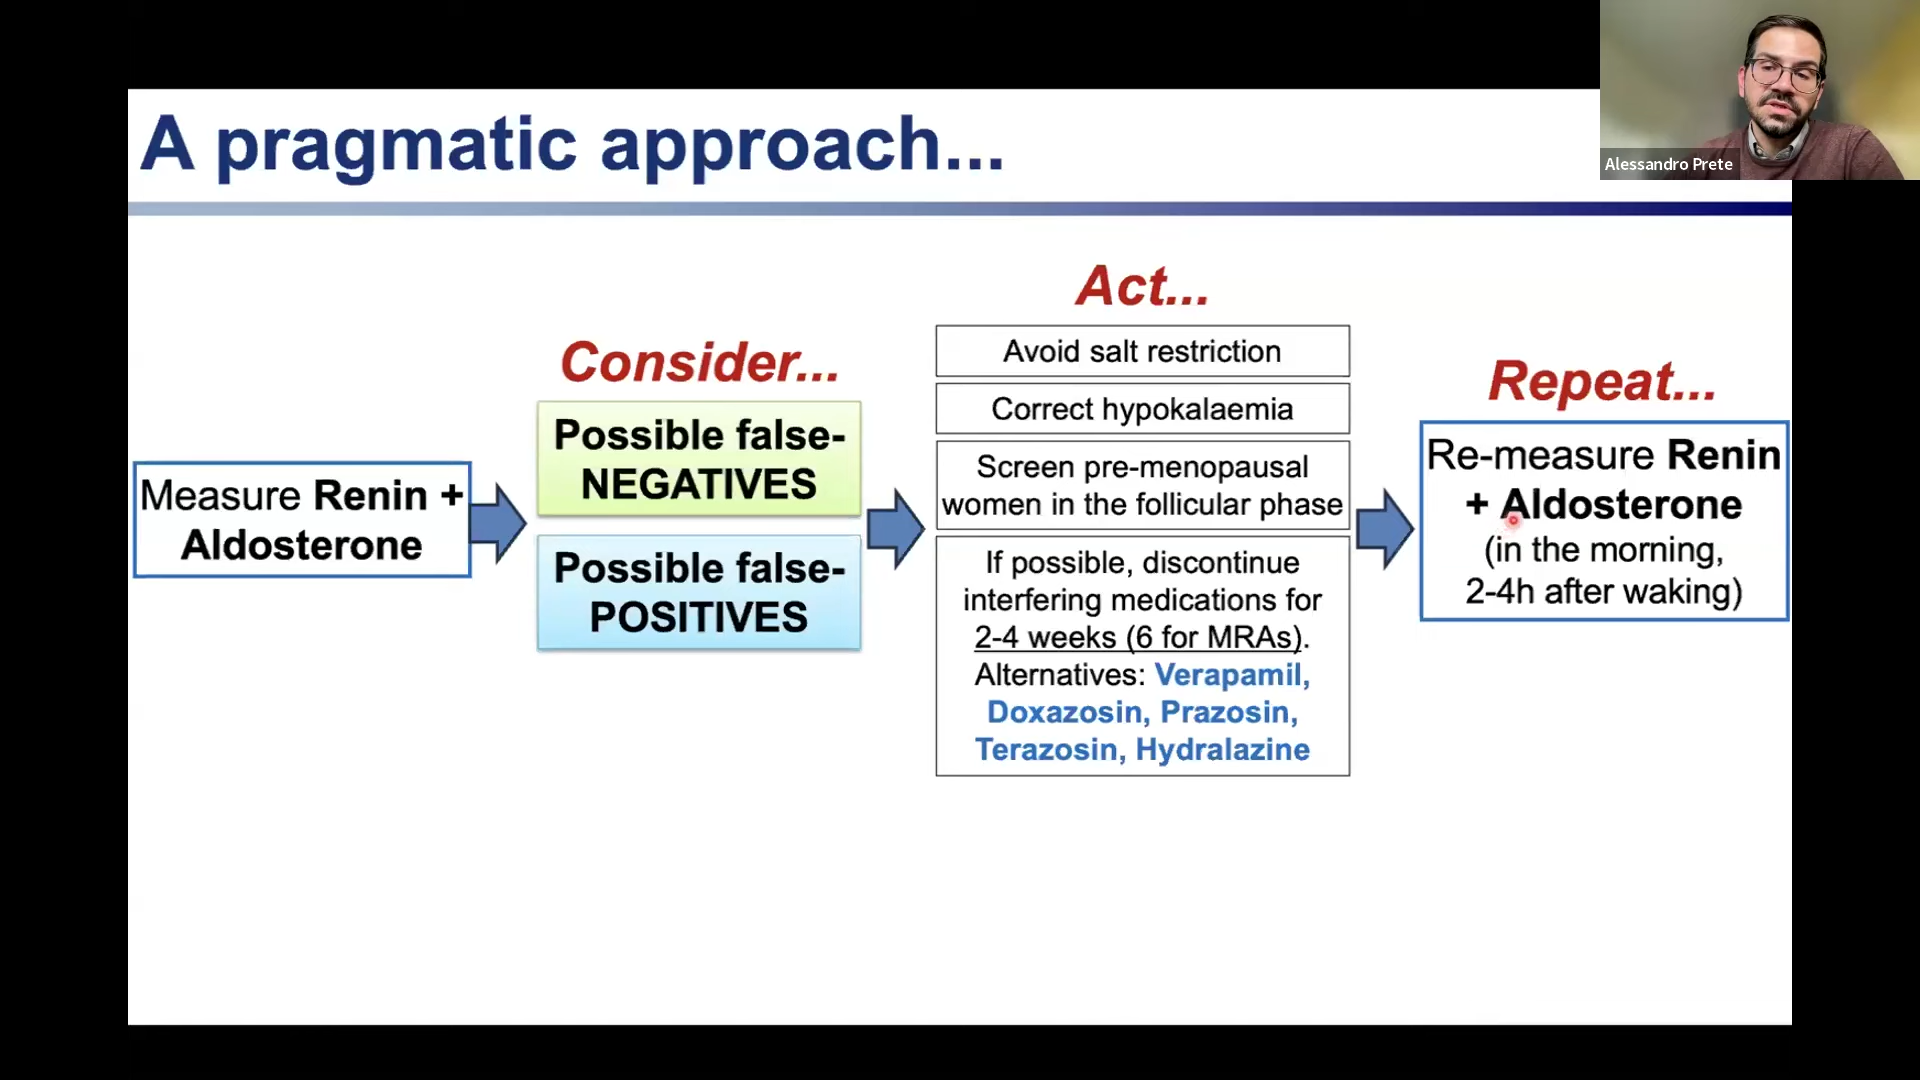 A pragmatic approach...
Alessandro Prete
Measure Renin +
Aldosterone
Consider...
Possible false-
NEGATIVES
Possible false-
POSITIVES
Act...
Avoid salt restriction
Correct hypokalaemia
Screen pre-menopausal
women in the follicular phase
If possible, discontinue
interfering medications for
2-4 weeks (6 for MRAs).
Alternatives: Verapamil,
Doxazosin, Prazosin,
Terazosin, Hydralazine
Repeat...
Re-measure Renin
+ Aldosterone
(in the morning,
2-4h after waking)